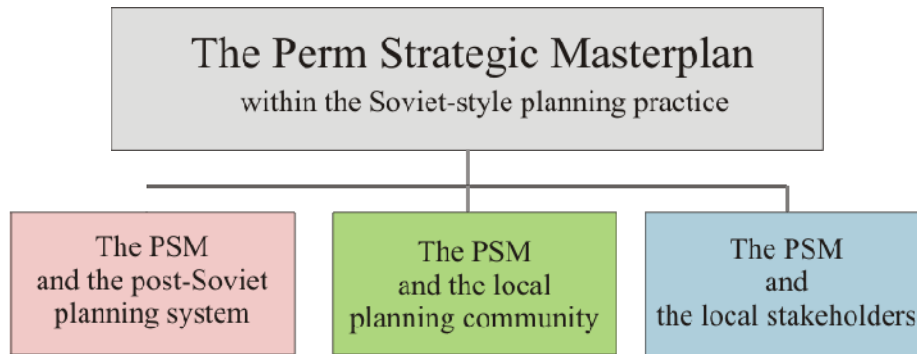 The Perm Strategic Masterplan
within the Soviet-style planning practice
The PSM
and the post-Soviet
planning system
The PSM
and the local
planning community
The PSM
and
the local stakeholders